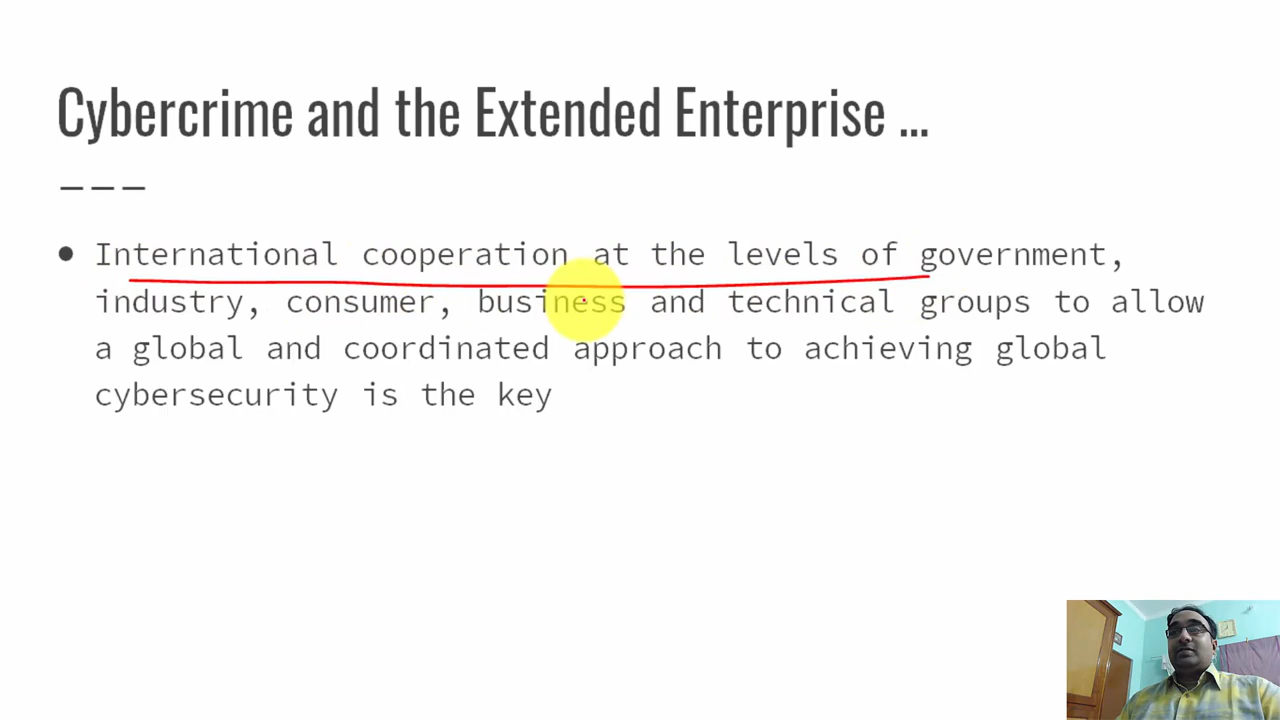 Cybercrime and the Extended Enterprise ...
---
● International cooperation at the levels of government,
industry, consumer, business and technical groups to allow
a global and coordinated approach to achieving global
cybersecurity is the key